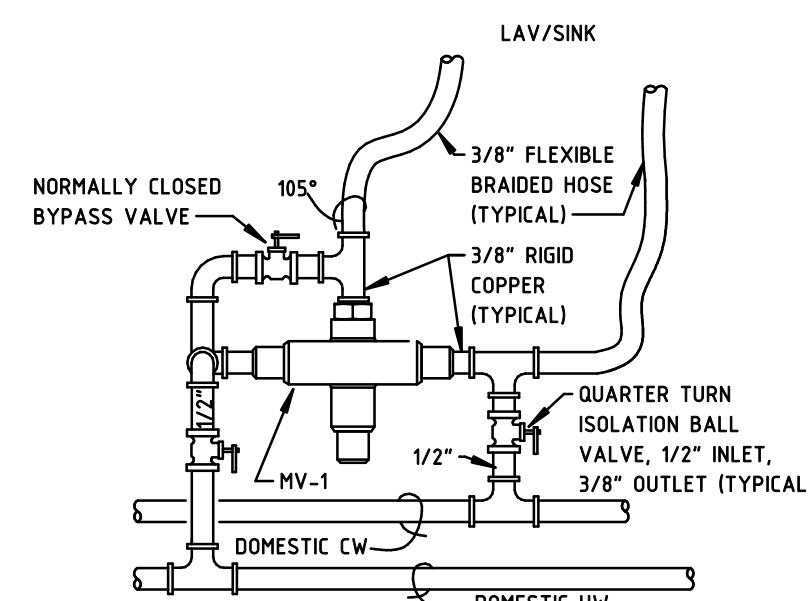 LAV/SINK
3/8" FLEXIBLE
BRAIDED HOSE
(TYPICAL)
NORMALLY CLOSED
BYPASS VALVE
105°
3/8" RIGID
COPPER
(TYPICAL)
QUARTER TURN
ISOLATION BALL
VALVE, 1/2" INLET,
3/8" OUTLET (TYPICAL
1/2"
1/2"
MV-1
DOMESTIC CW
DOMESTIC HW